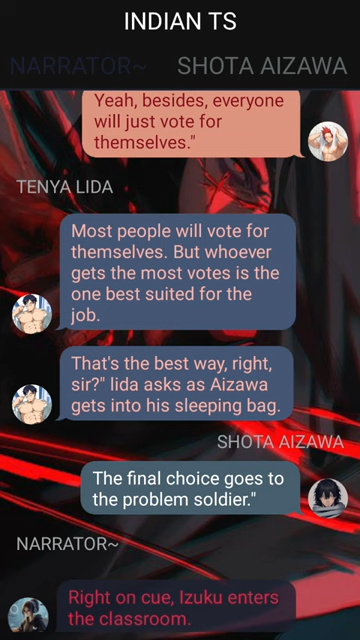 INDIAN TS
NARRATOR~ SHOTA AIZAWA
Yeah, besides, everyone
will just vote for
themselves."
TENYA LIDA
Most people will vote for
themselves. But whoever
gets the most votes is the
one best suited for the
job.
That's the best way, right,
sir?" Iida asks as Aizawa
gets into his sleeping bag.
SHOTA AIZAWA
The final choice goes to
the problem soldier."
NARRATOR~
Right on cue, Izuku enters
the classroom.